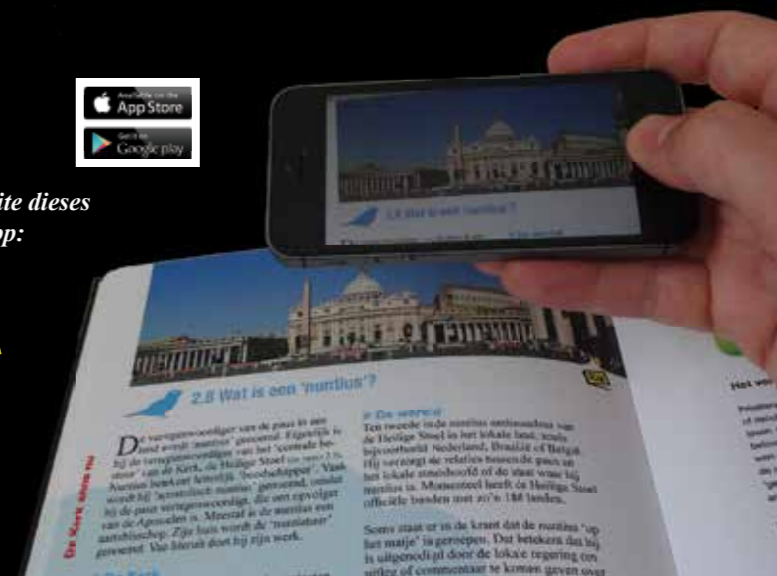 Available on the
App Store
Get it on
Google play
ite dieses
pp:
2.8 Wat is een 'nuntius'?
2.8 Wat is een 'nuntius'?
De vertegenwoordiger van de paus in een
land wordt 'nuntius' genoemd. Eigenlijk is
hij de vertegenwoordiger van het 'centrale be-
stuur' van de Kerk, de Heilige Stoel
Nuntius betekent letterlijk 'boodschapper'. Vaak
wordt hij 'apostolisch nuntius' genoemd, omdat
hij de paus vertegenwoordigt, die een opvolger
van de Apostelen is. Meestal is de nuntius een
aartsbisschop. Zijn huis wordt de 'nuntiatuur'
genoemd. Van hieruit doet hij zijn werk.
De Kerk
De wereld
Ten tweede is de nuntius ambassadeur van
de Heilige Stoel in het lokale land, zoals
bijvoorbeeld Nederland, Brazilië of België.
Hij verzorgt de relaties tussen de paus en
het lokale staatshoofd of de staat waar hij
nuntius is. Momenteel heeft de Heilige Stoel
officiële banden met zo'n 180 landen.
Soms staat er in de krant dat de nuntius 'op
het matje' is geroepen. Dat betekent dat hij
is uitgenodigd door de lokale regering om
uitleg of commentaar te komen geven over
De Kerk anno nu
Het